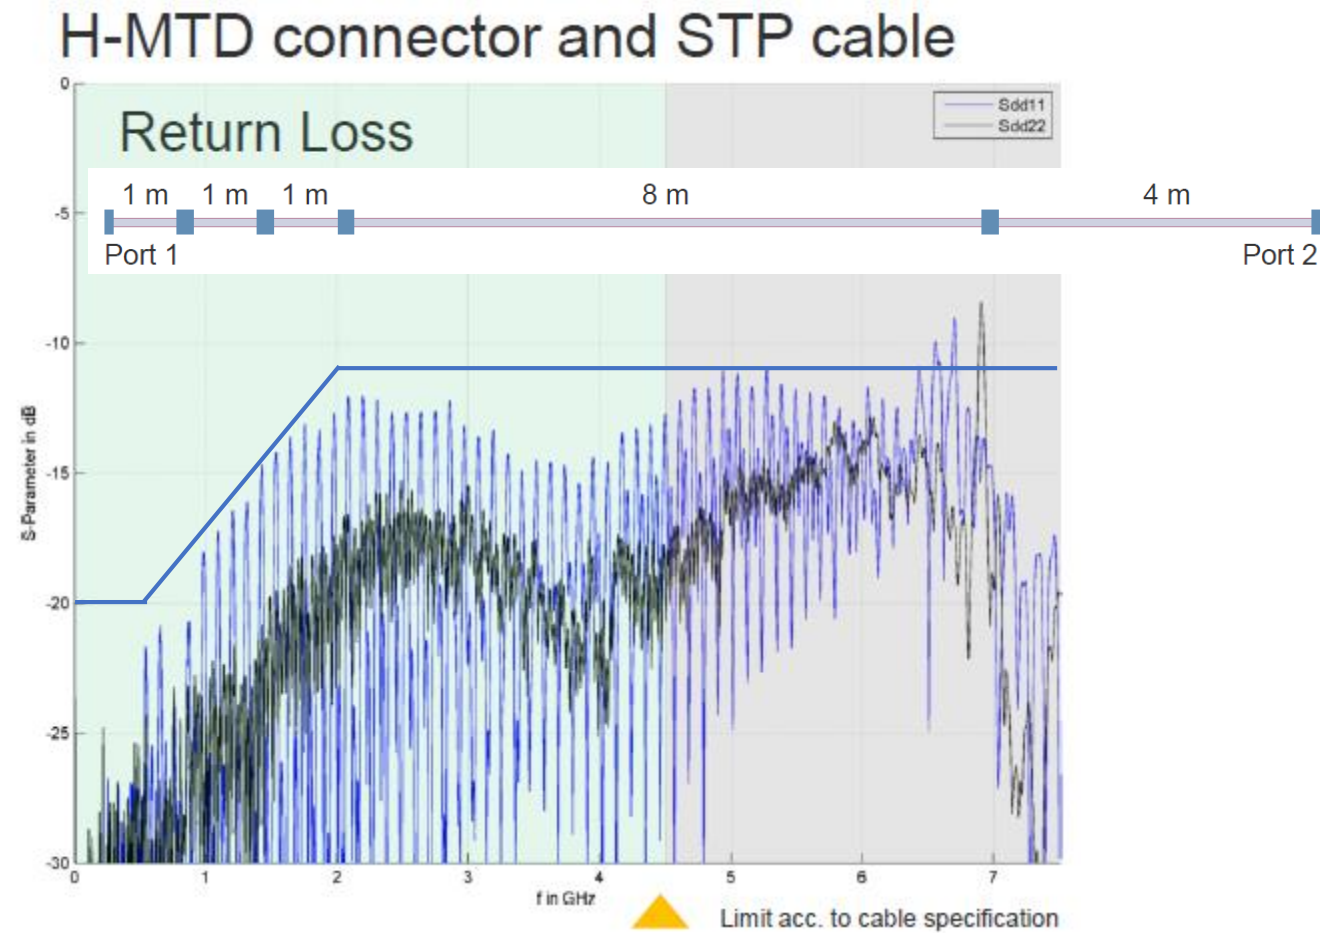 H-MTD connector and STP cable
Return Loss
Sdd11
Sdd22
1 m 1 m 1 m 8 m 4 m
Port 1 Port 2
0
-5
-10
-15
-20
-25
-30
S-Parameter in dB
0 1 2 3 4 5 6 7
f in GHz
Limit acc. to cable specification